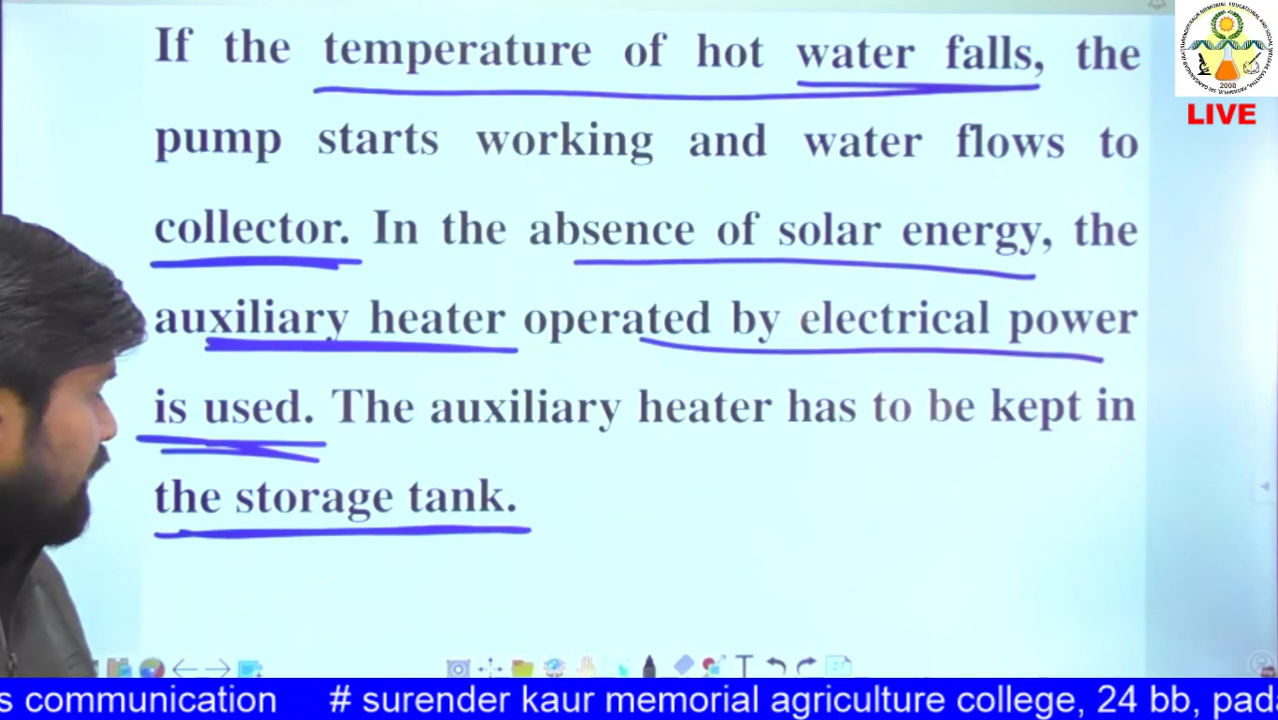 If the temperature of hot water falls, the
pump starts working and water flows to
collector. In the absence of solar energy, the
auxiliary heater operated by electrical power
is used. The auxiliary heater has to be kept in
the storage tank.
2008
LIVE
s communication # surender kaur memorial agriculture college, 24 bb, pada